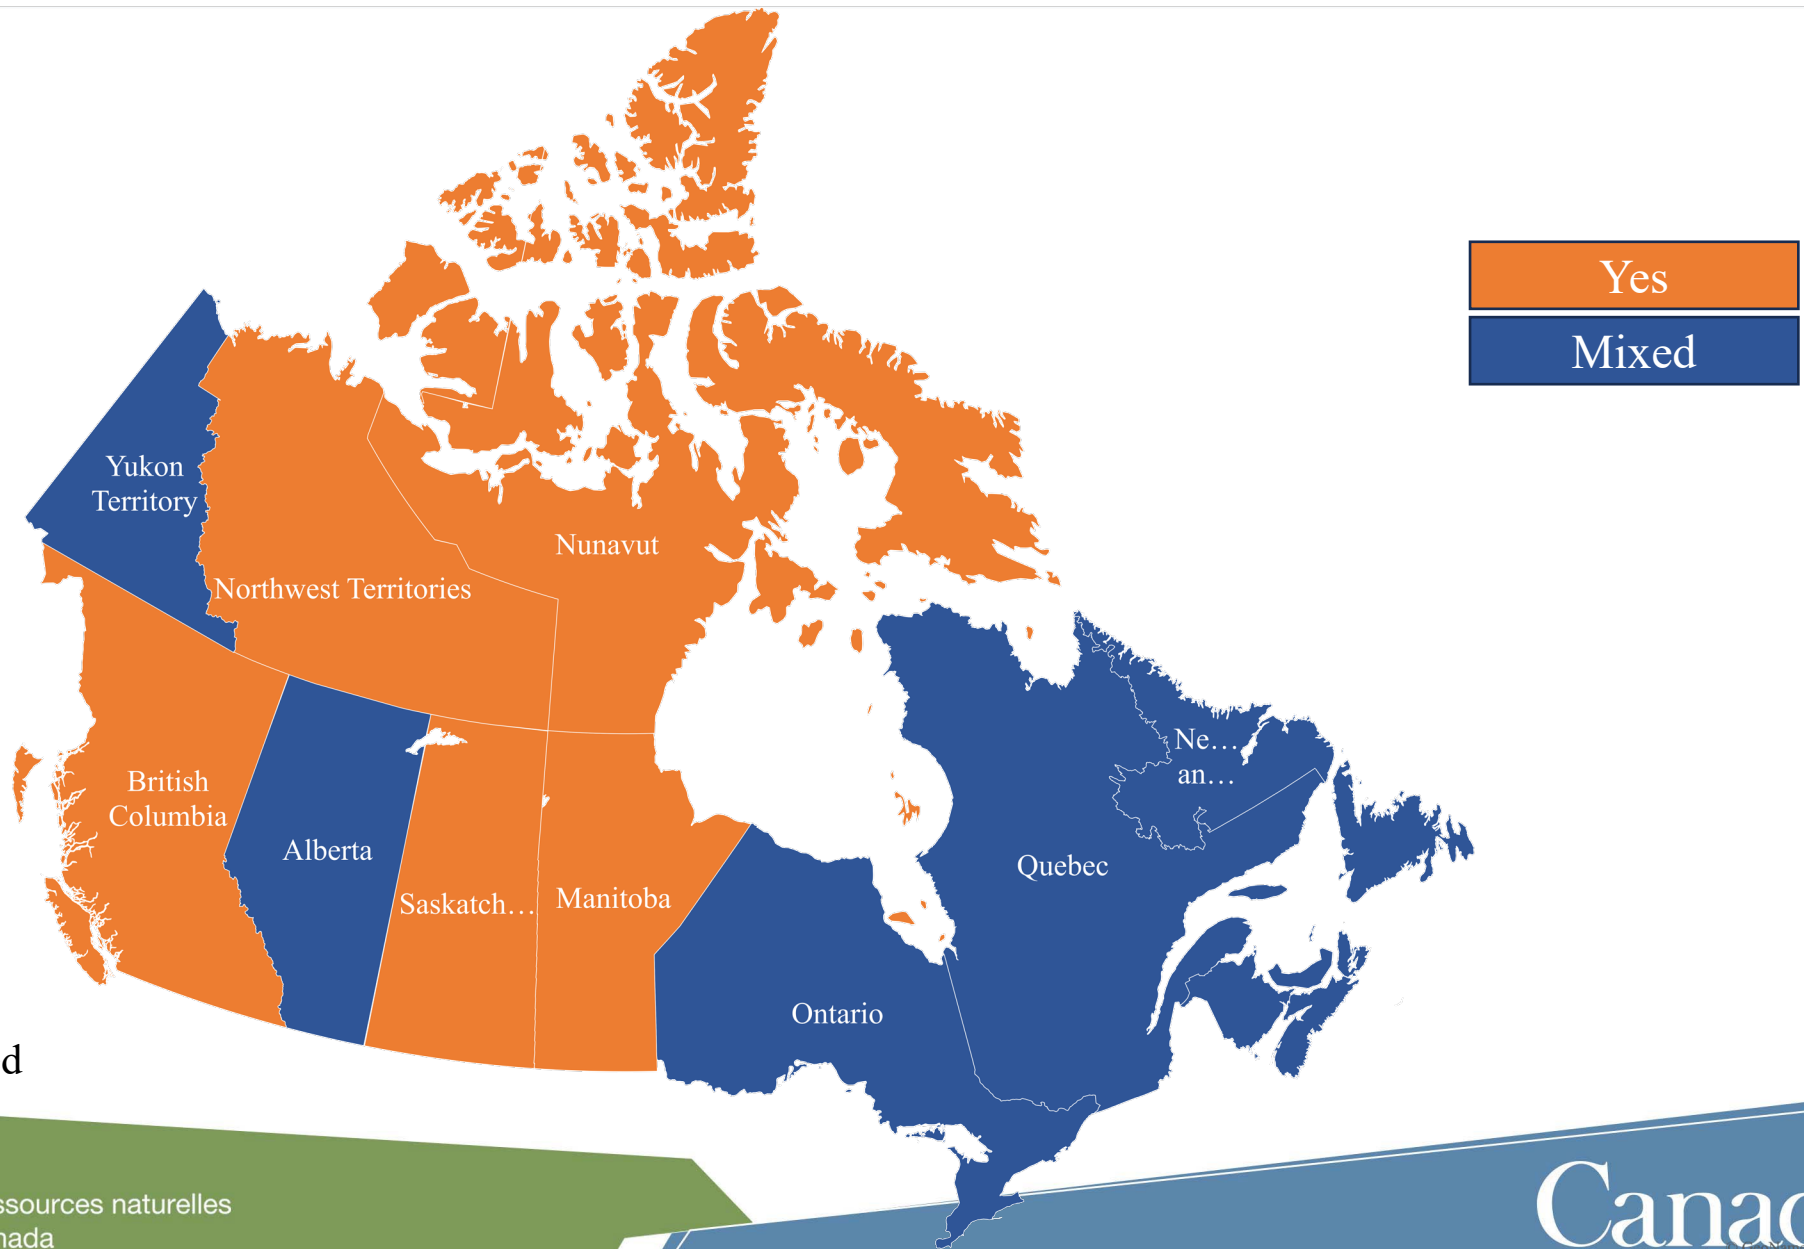 Yes
Mixed
Yukon
Territory
Nunavut
Northwest Territories
British
Columbia
Alberta
Saskatch…
Manitoba
Ontario
Quebec
Ne…
an…
d
ssources naturelles
nada
Canad